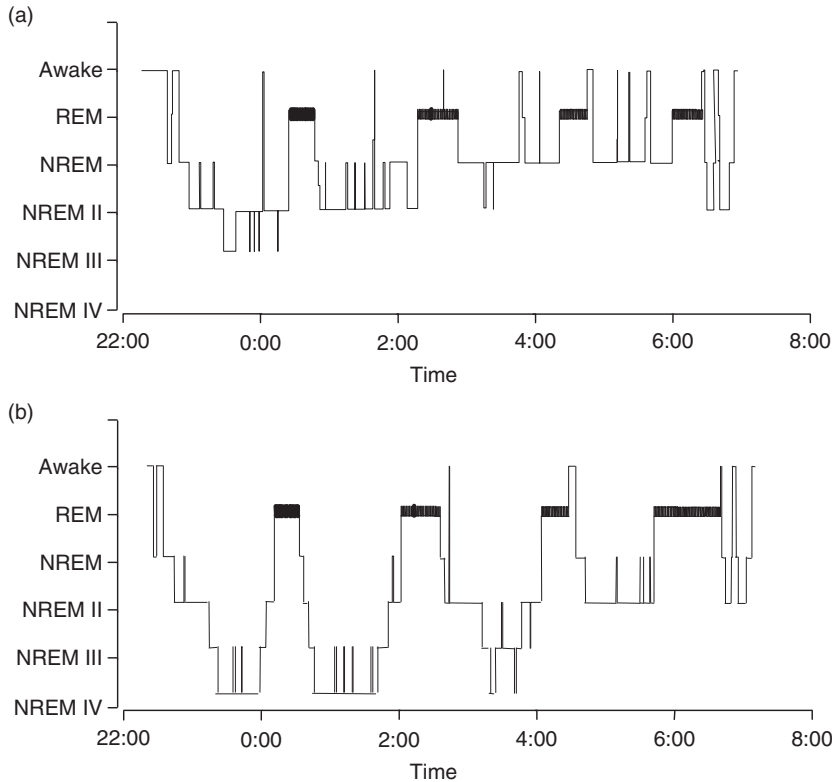 (a)
Awake
REM
NREM
NREM II
NREM III
NREM IV
22:00 0:00 2:00 4:00 6:00 8:00
Time
(b)
Awake
REM
NREM
NREM II
NREM III
NREM IV
22:00 0:00 2:00 4:00 6:00 8:00
Time